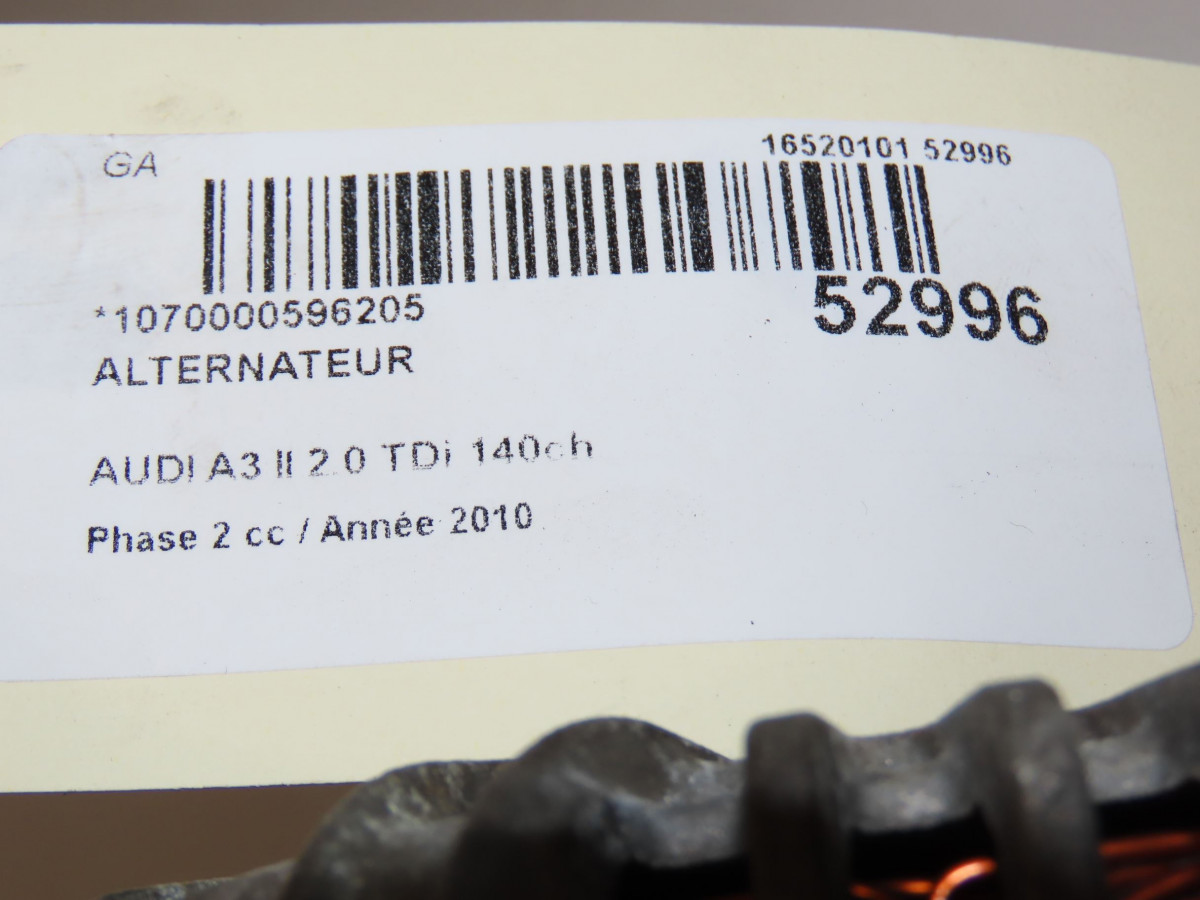 GA
16520101 52996
*1070000596205
52996
ALTERNATEUR
AUDI A3 II 2.0 TDi 140ch
Phase 2 cc / Année 2010